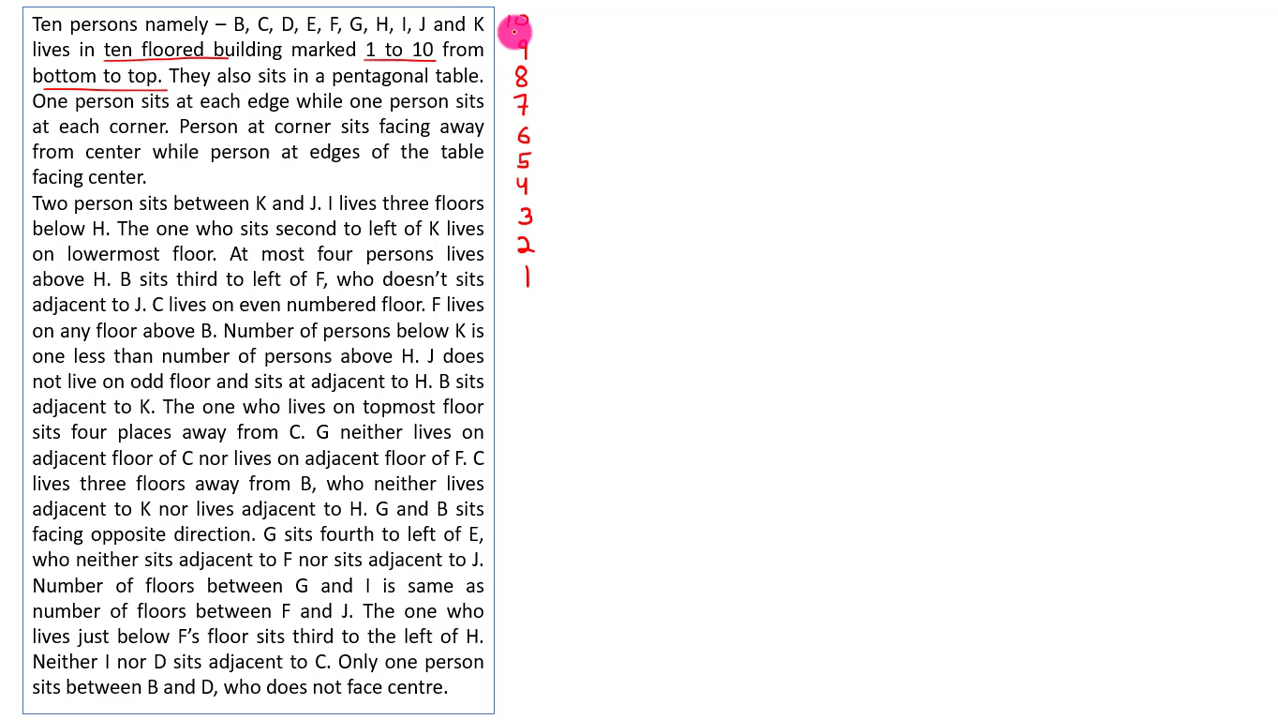 Ten persons namely – B, C, D, E, F, G, H, I, J and K
lives in ten floored building marked 1 to 10 from
bottom to top. They also sits in a pentagonal table.
One person sits at each edge while one person sits
at each corner. Person at corner sits facing away
from center while person at edges of the table
facing center.
Two person sits between K and J. I lives three floors
below H. The one who sits second to left of K lives
on lowermost floor. At most four persons lives
above H. B sits third to left of F, who doesn't sits
adjacent to J. C lives on even numbered floor. F lives
on any floor above B. Number of persons below K is
one less than number of persons above H. J does
not live on odd floor and sits at adjacent to H. B sits
adjacent to K. The one who lives on topmost floor
sits four places away from C. G neither lives on
adjacent floor of C nor lives on adjacent floor of F. C
lives three floors away from B, who neither lives
adjacent to K nor lives adjacent to H. G and B sits
facing opposite direction. G sits fourth to left of E,
who neither sits adjacent to F nor sits adjacent to J.
Number of floors between G and I is same as
number of floors between F and J. The one who
lives just below F's floor sits third to the left of H.
Neither I nor D sits adjacent to C. Only one person
sits between B and D, who does not face centre.
10
9
8
7
6
5
4
3
2
1